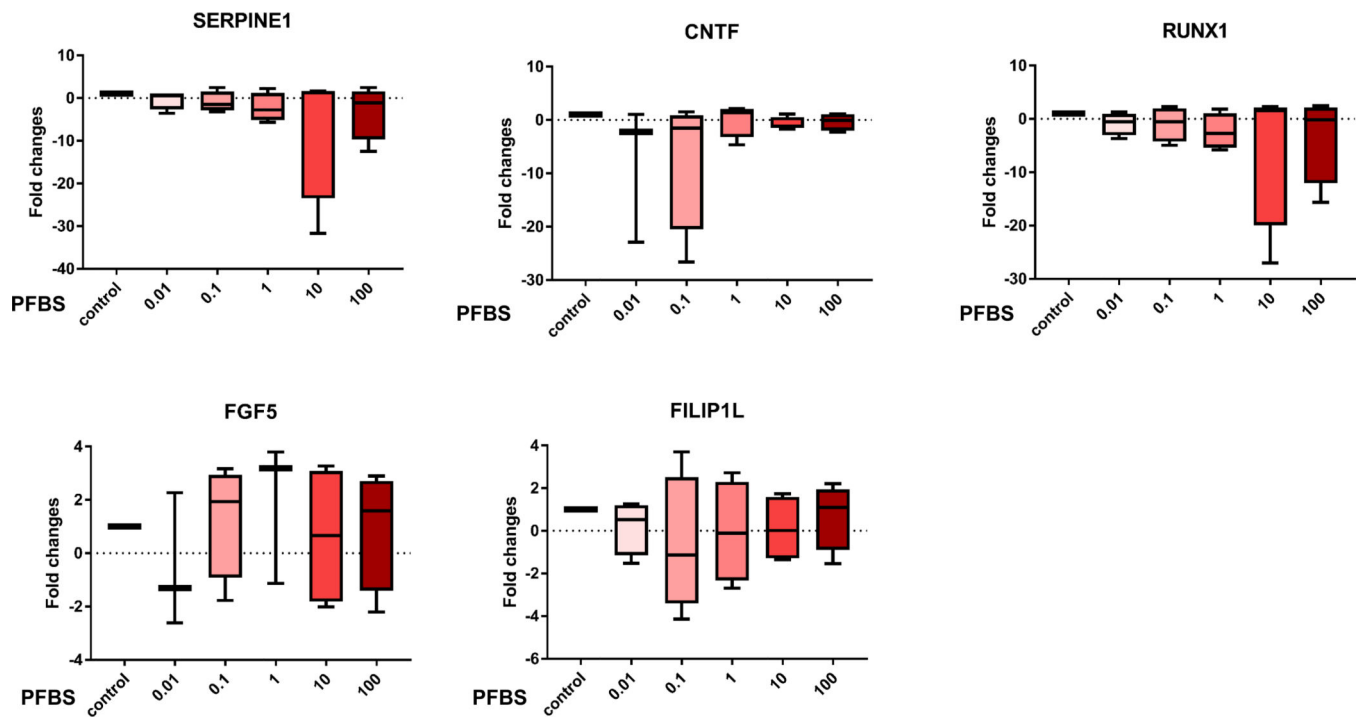 SERPINE1
Fold changes
10
0
-10
-20
-30
-40
PFBS
control
0.01
0.1
1
10
100
CNTF
Fold changes
10
0
-10
-20
-30
PFBS
control
0.01
0.1
1
10
100
RUNX1
Fold changes
10
0
-10
-20
-30
PFBS
control
0.01
0.1
1
10
100
FGF5
Fold changes
4
2
0
-2
-4
PFBS
control
0.01
0.1
1
10
100
FILIP1L
Fold changes
4
2
0
-2
-4
-6
PFBS
control
0.01
0.1
1
10
100